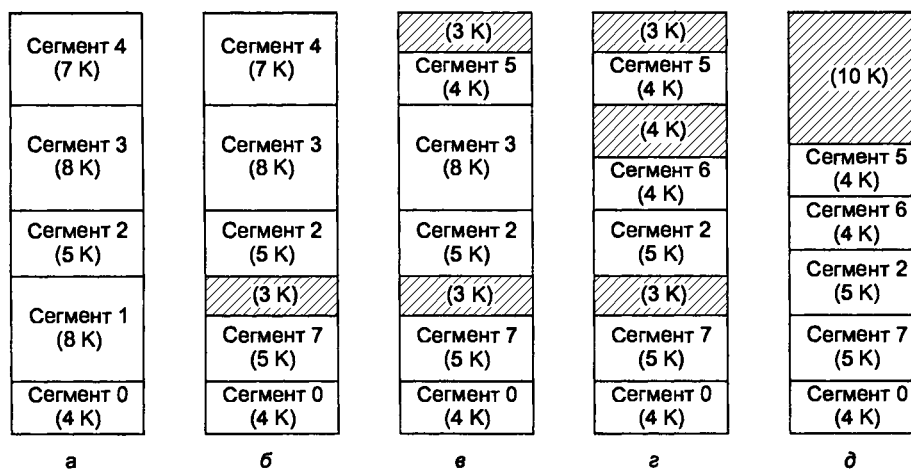 Сегмент 4
(7 K)
Сегмент 3
(8 K)
Сегмент 2
(5 K)
Сегмент 1
(8 K)
Сегмент 0
(4 K)
а
Сегмент 4
(7 K)
Сегмент 3
(8 K)
Сегмент 2
(5 K)
(3 K)
Сегмент 7
(5 K)
Сегмент 0
(4 K)
б
(3 K)
Сегмент 5
(4 K)
Сегмент 3
(8 K)
Сегмент 2
(5 K)
(3 K)
Сегмент 7
(5 K)
Сегмент 0
(4 K)
в
(3 K)
Сегмент 5
(4 K)
(4 K)
Сегмент 6
(4 K)
Сегмент 2
(5 K)
(3 K)
Сегмент 7
(5 K)
Сегмент 0
(4 K)
г
(10 K)
Сегмент 5
(4 K)
Сегмент 6
(4 K)
Сегмент 2
(5 K)
Сегмент 7
(5 K)
Сегмент 0
(4 K)
д